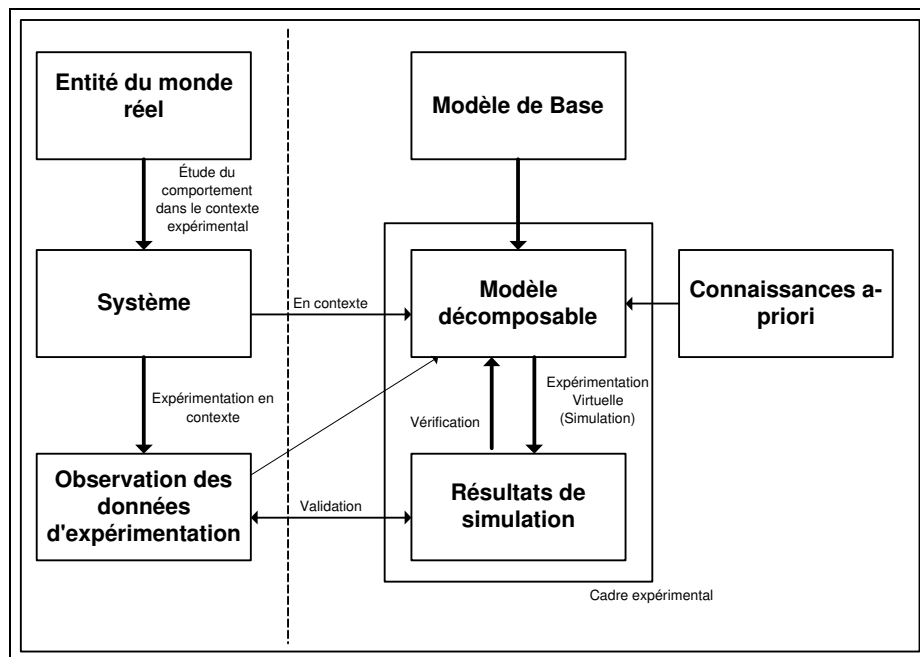 Entité du monde
réel
Modèle de Base
Étude du
comportement
dans le contexte
expérimental
Système
En contexte
Modèle
décomposable
Connaissances a-
priori
Expérimentation en
contexte
Vérification
Expérimentation
Virtuelle
(Simulation)
Observation des
données
d'expérimentation
Validation
Résultats de
simulation
Cadre expérimental